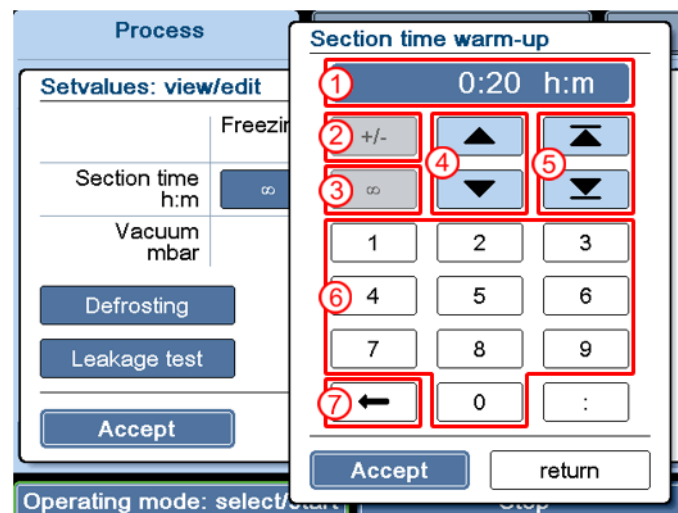 Process
Section time warm-up
Setvalues: view/edit
① 0:20 h:m
Freezin
② +/-
④
⑤
Section time
h:m
∞
③ ∞
Vacuum
mbar
1 2 3
Defrosting
⑥ 4 5 6
Leakage test
7 8 9
⑦ ← 0 :
Accept
Accept return
Operating mode: select/start
Stop